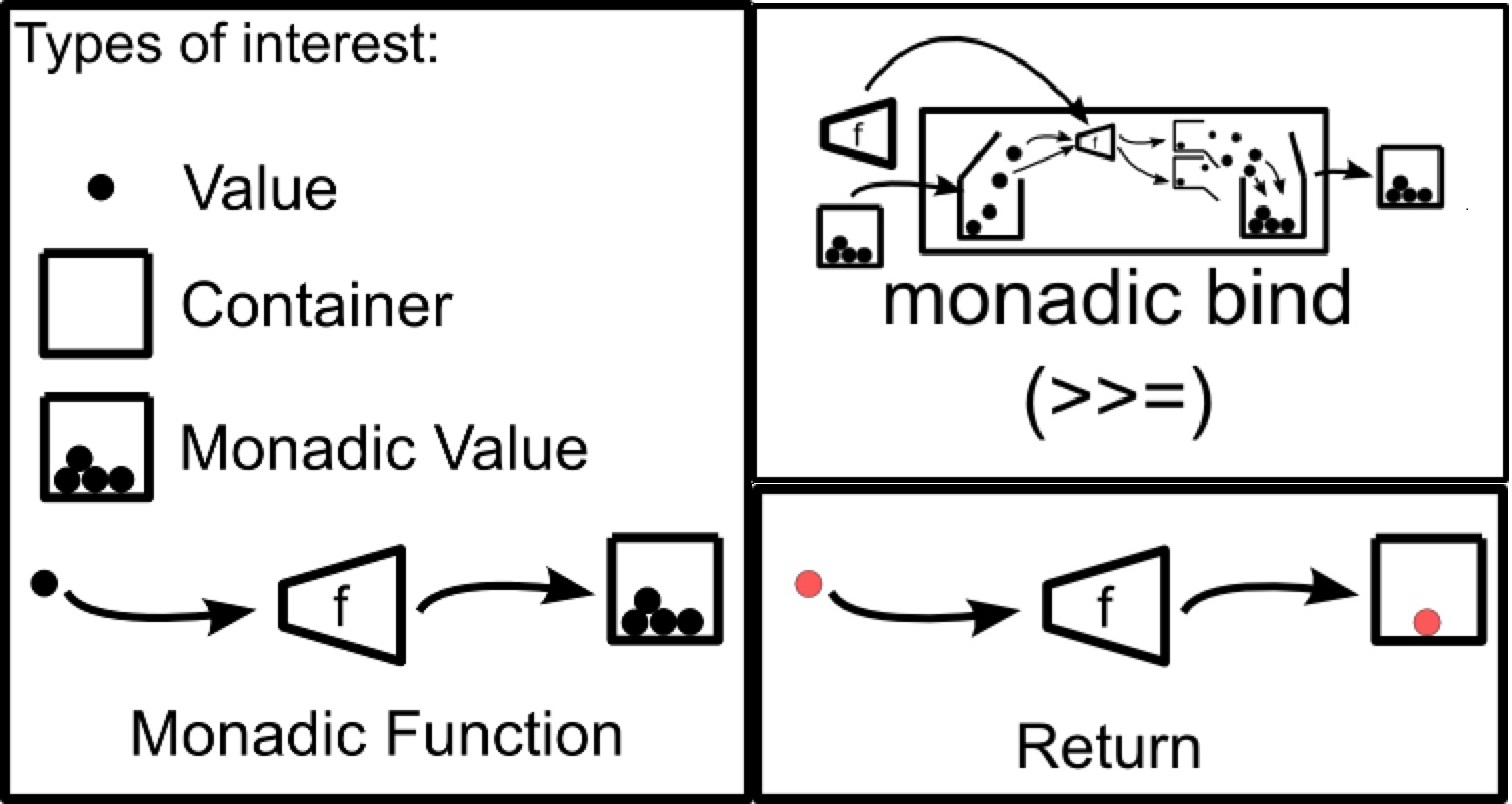 Types of interest:
Value
Container
Monadic Value
f
Monadic Function
f
f
monadic bind
(>>=)
f
Return